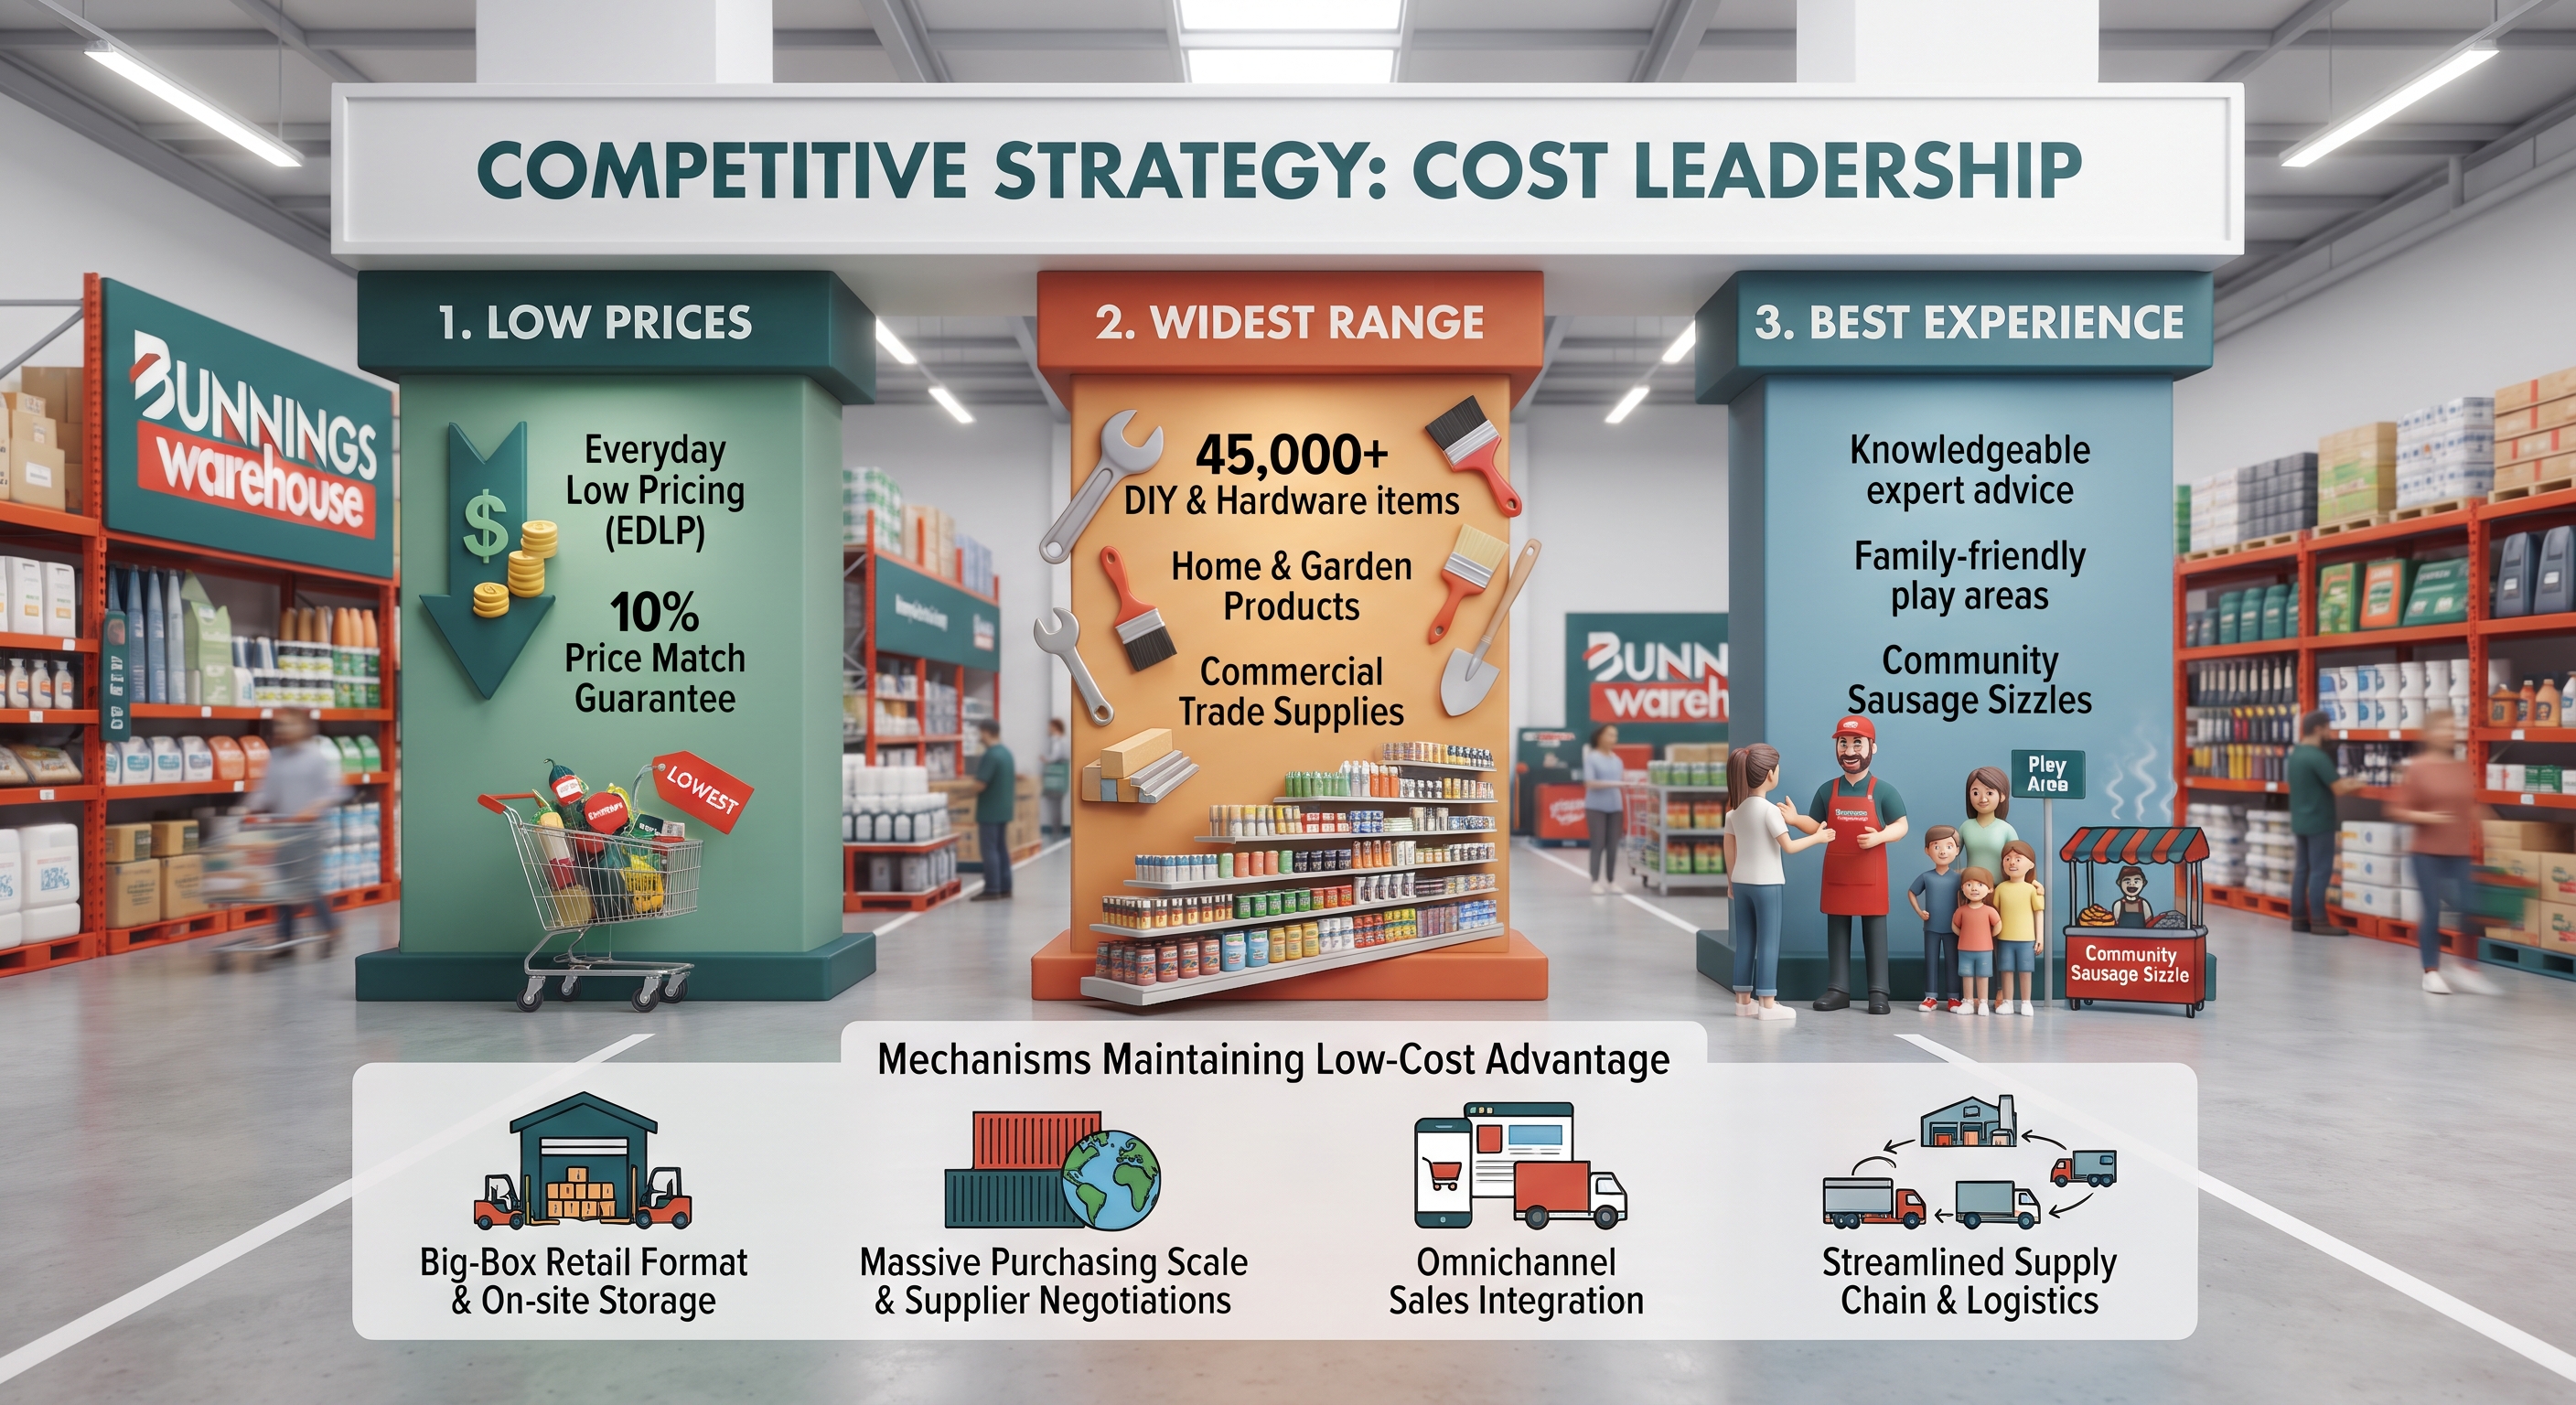 COMPETITIVE STRATEGY: COST LEADERSHIP
1. LOW PRICES
Everyday
Low Pricing
(EDLP)
10%
Price Match
Guarantee
LOWEST
2. WIDEST RANGE
45,000+
DIY & Hardware items
Home & Garden
Products
Commercial
Trade Supplies
3. BEST EXPERIENCE
Knowledgeable
expert advice
Family-friendly
play areas
Community
Sausage Sizzles
Pley
Area
Community
Sausage Sizzle
BUNNINGS
warehouse
BUNN
wareh
Mechanisms Maintaining Low-Cost Advantage
Big-Box Retail Format
& On-site Storage
Massive Purchasing Scale
& Supplier Negotiations
Omnichannel
Sales Integration
Streamlined Supply
Chain & Logistics